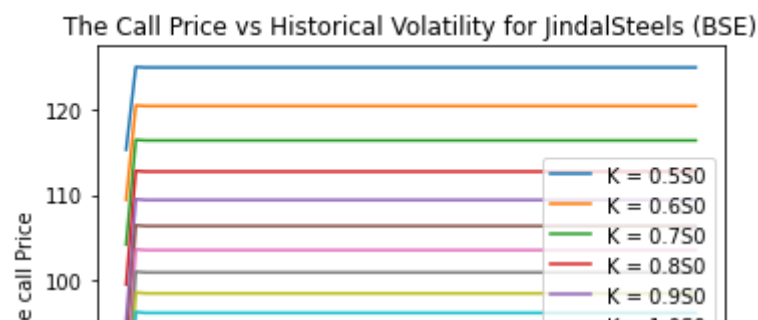 The Call Price vs Historical Volatility for JindalSteels (BSE)
120
110
100
e call Price
K = 0.5S0
K = 0.6S0
K = 0.7S0
K = 0.8S0
K = 0.9S0